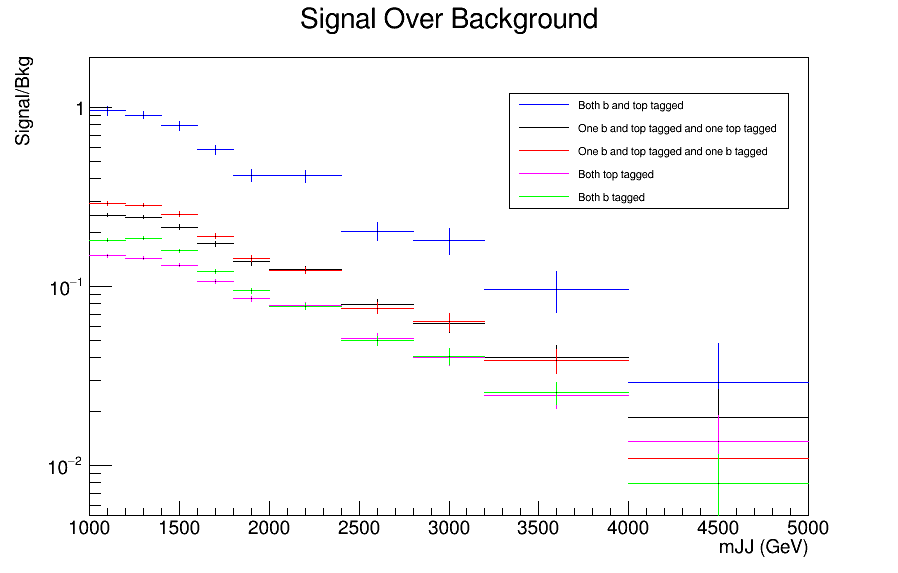 Signal Over Background
Signal/Bkg
1
10⁻¹
10⁻²
Both b and top tagged
One b and top tagged and one top tagged
One b and top tagged and one b tagged
Both top tagged
Both b tagged
1000 1500 2000 2500 3000 3500 4000 4500 5000
mJJ (GeV)